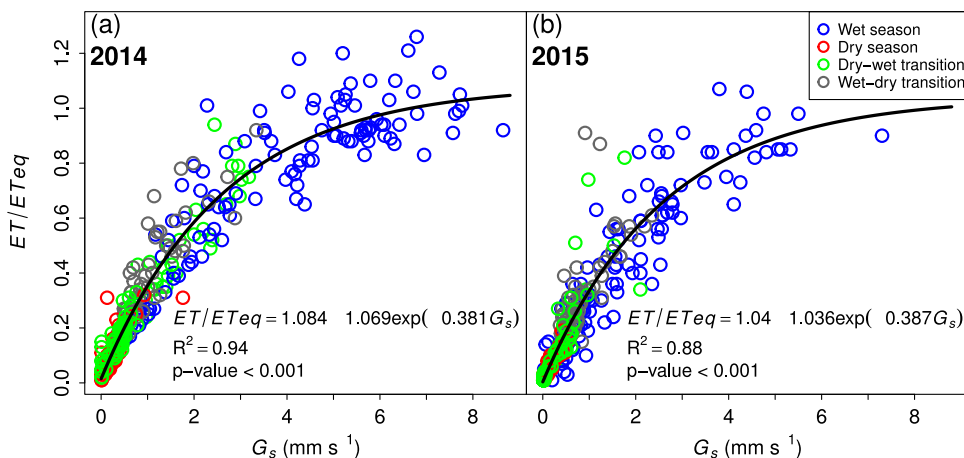 (a)
2014
ET/ETeq = 1.084 1.069exp( 0.381Gs)
R² = 0.94
p-value < 0.001
ET/ETeq
0.0 0.2 0.4 0.6 0.8 1.0 1.2
0 2 4 6 8
Gs (mm s⁻¹)
(b)
2015
Wet season
Dry season
Dry−wet transition
Wet−dry transition
ET/ETeq = 1.04 1.036exp( 0.387Gs)
R² = 0.88
p-value < 0.001
0 2 4 6 8
Gs (mm s ¹)